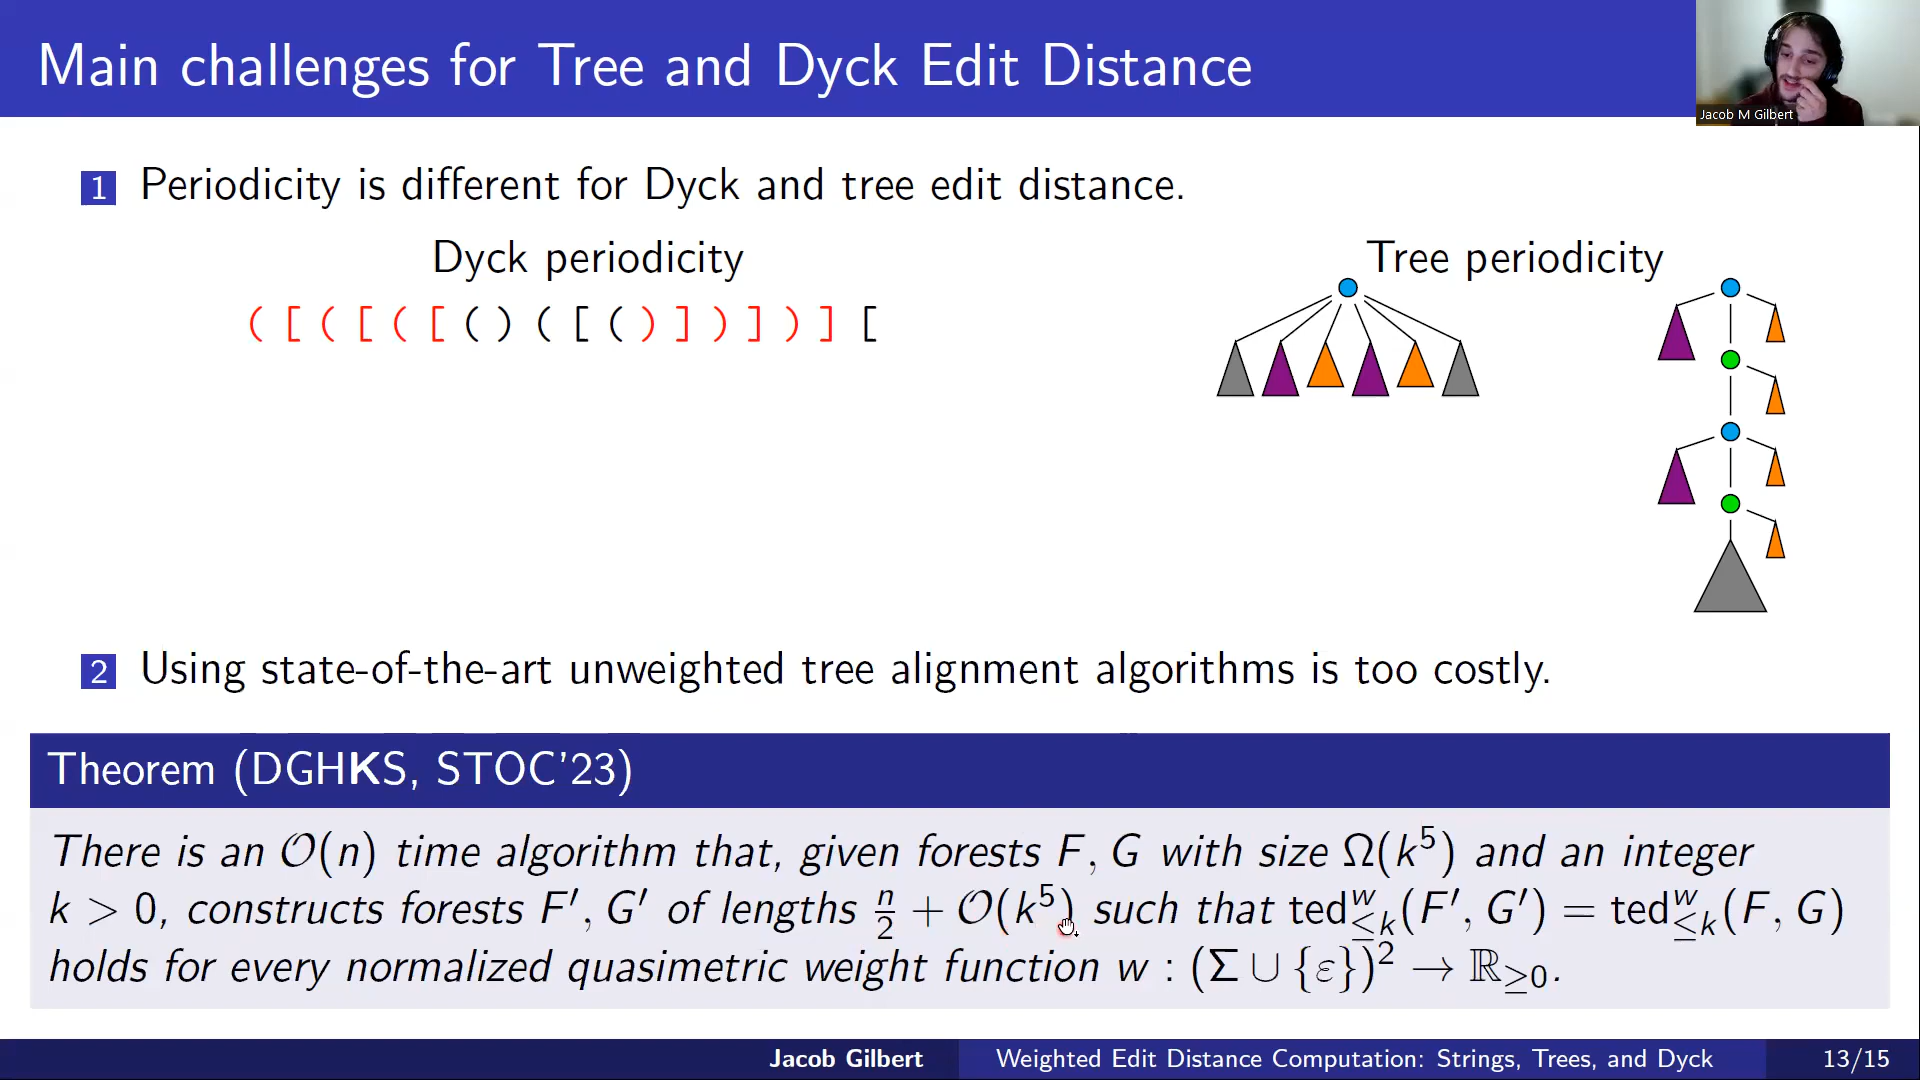 Main challenges for Tree and Dyck Edit Distance
Jacob M Gilbert
1 Periodicity is different for Dyck and tree edit distance.
Dyck periodicity
Tree periodicity
([([([()([()])])][
2 Using state-of-the-art unweighted tree alignment algorithms is too costly.
Theorem (DGHKS, STOC'23)
There is an 𝒪(n) time algorithm that, given forests F, G with size Ω(k⁵) and an integer
k > 0, constructs forests F′, G′ of lengths n/2 + 𝒪(k⁵) such that ted^w_{≤k}(F′, G′) = ted^w_{≤k}(F, G)
holds for every normalized quasimetric weight function w : (Σ ∪ {ε})² → ℝ_{≥0}.
Jacob Gilbert
Weighted Edit Distance Computation: Strings, Trees, and Dyck
13/15